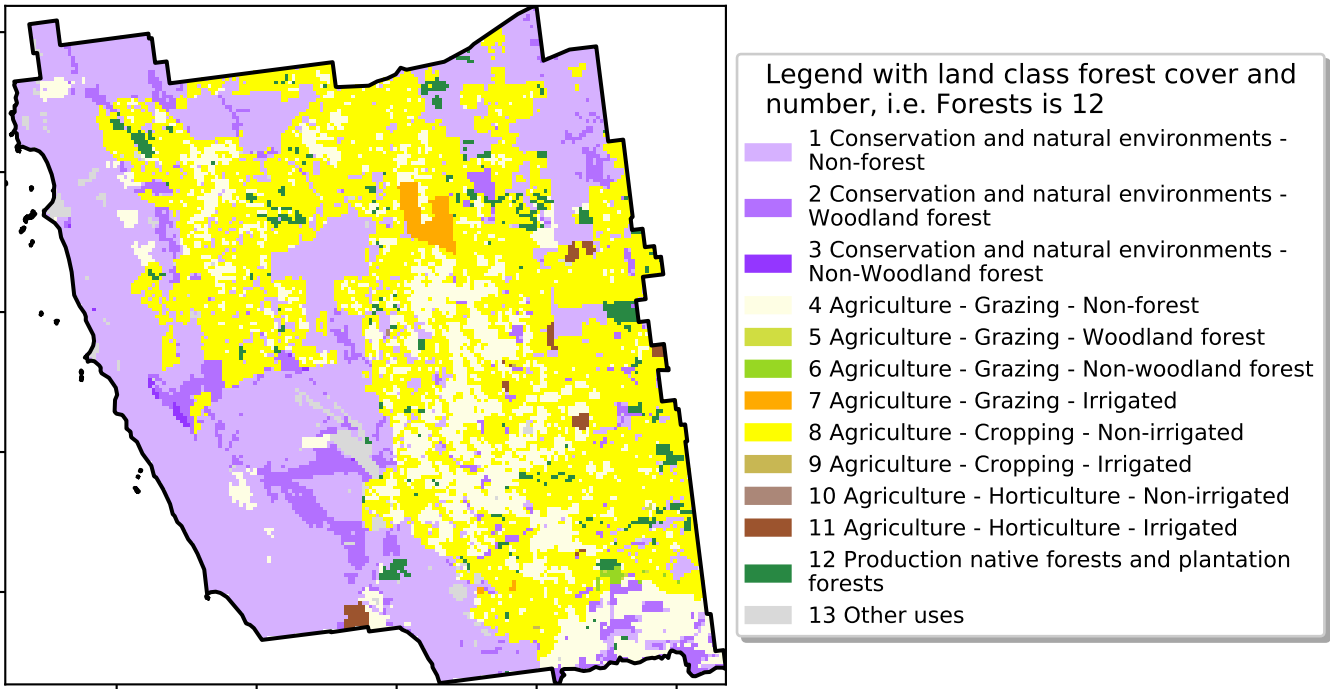 Legend with land class forest cover and
number, i.e. Forests is 12
1 Conservation and natural environments -
Non-forest
2 Conservation and natural environments -
Woodland forest
3 Conservation and natural environments -
Non-Woodland forest
4 Agriculture - Grazing - Non-forest
5 Agriculture - Grazing - Woodland forest
6 Agriculture - Grazing - Non-woodland forest
7 Agriculture - Grazing - Irrigated
8 Agriculture - Cropping - Non-irrigated
9 Agriculture - Cropping - Irrigated
10 Agriculture - Horticulture - Non-irrigated
11 Agriculture - Horticulture - Irrigated
12 Production native forests and plantation
forests
13 Other uses